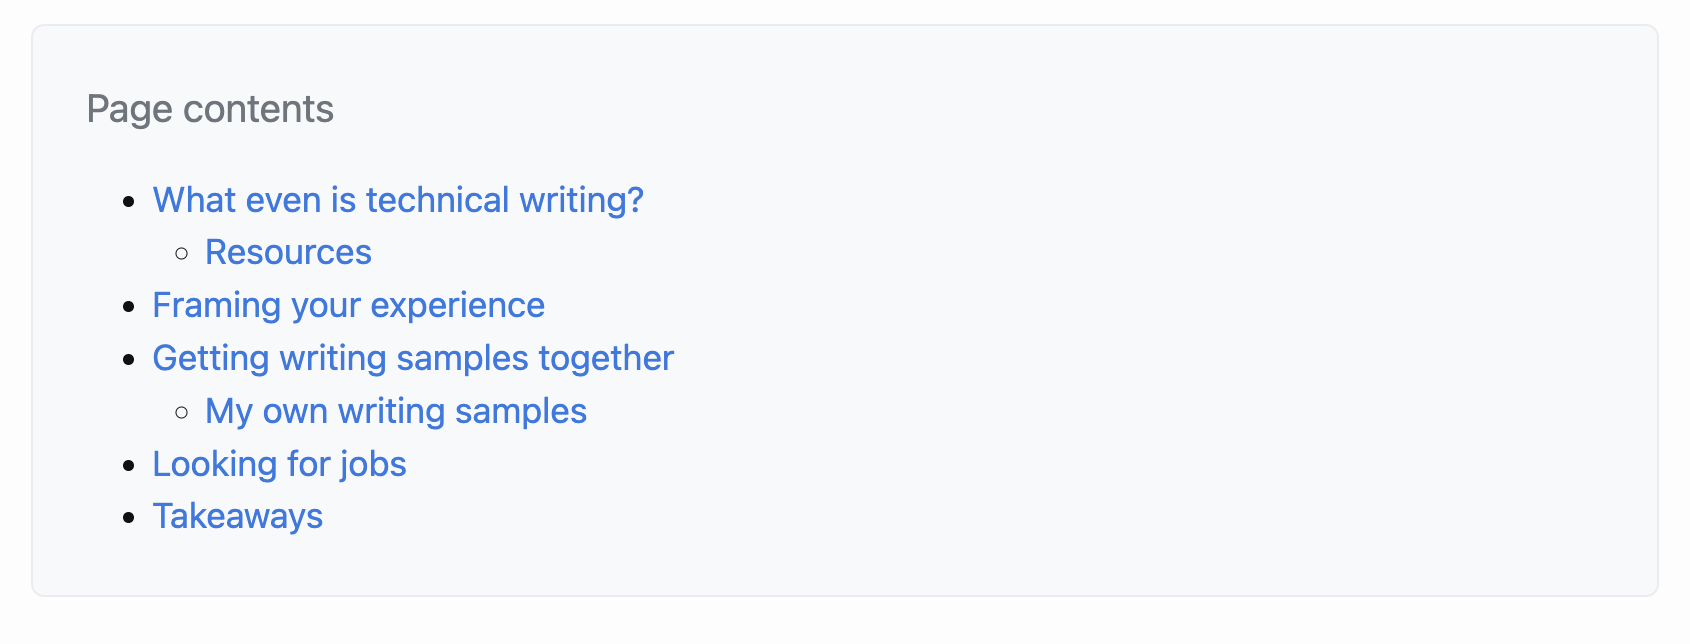 Page contents
What even is technical writing?
Resources
Framing your experience
Getting writing samples together
My own writing samples
Looking for jobs
Takeaways